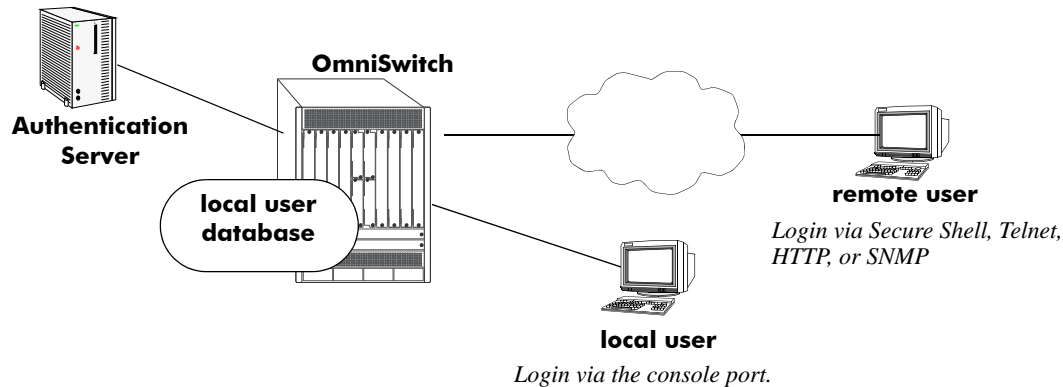 OmniSwitch
Authentication
Server
local user
database
remote user
Login via Secure Shell, Telnet,
HTTP, or SNMP
local user
Login via the console port.